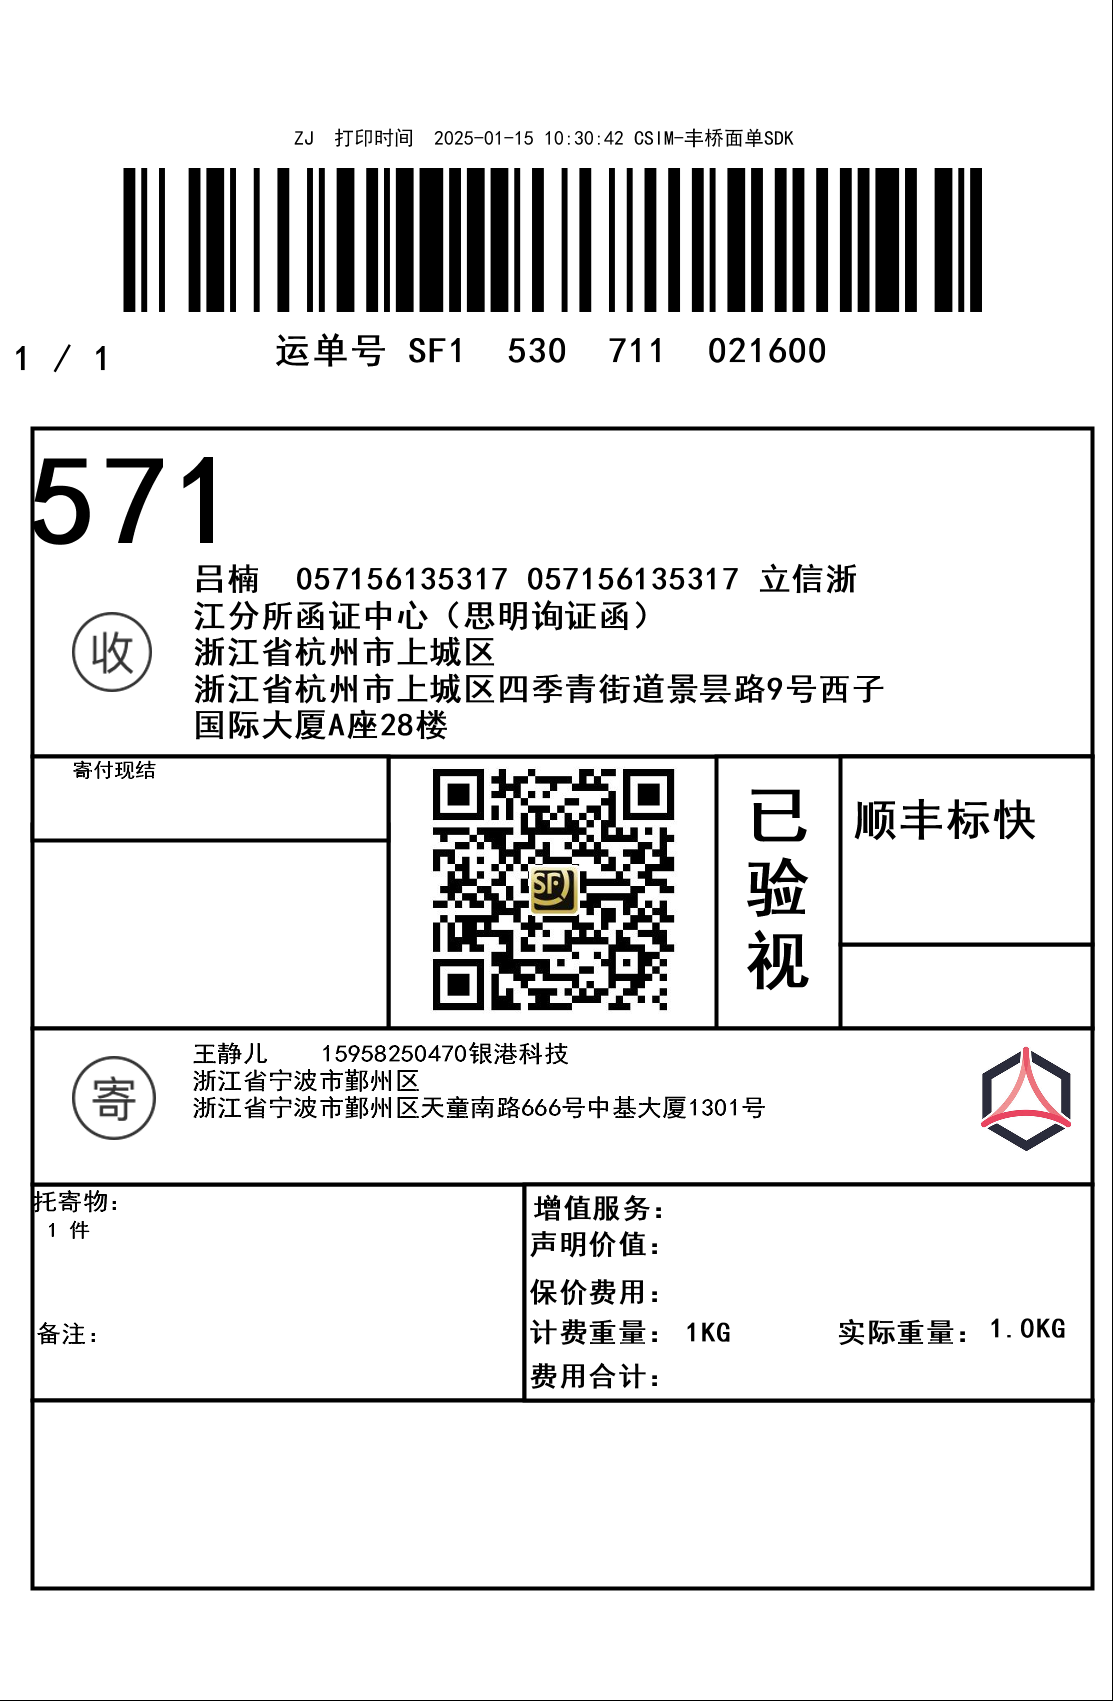 ZJ 打印时间 2025-01-15 10:30:42 CSIM-丰桥面单SDK
1 / 1
运单号 SF1 530 711 021600
571
收
吕楠 057156135317 057156135317 立信浙
江分所函证中心（思明询证函）
浙江省杭州市上城区
浙江省杭州市上城区四季青街道景昙路9号西子
国际大厦A座28楼
寄付现结
SF
已
验
视
顺丰标快
寄
王静儿 15958250470银港科技
浙江省宁波市鄞州区
浙江省宁波市鄞州区天童南路666号中基大厦1301号
托寄物：
1 件
备注：
增值服务：
声明价值：
保价费用：
计费重量： 1KG 实际重量： 1.0KG
费用合计：